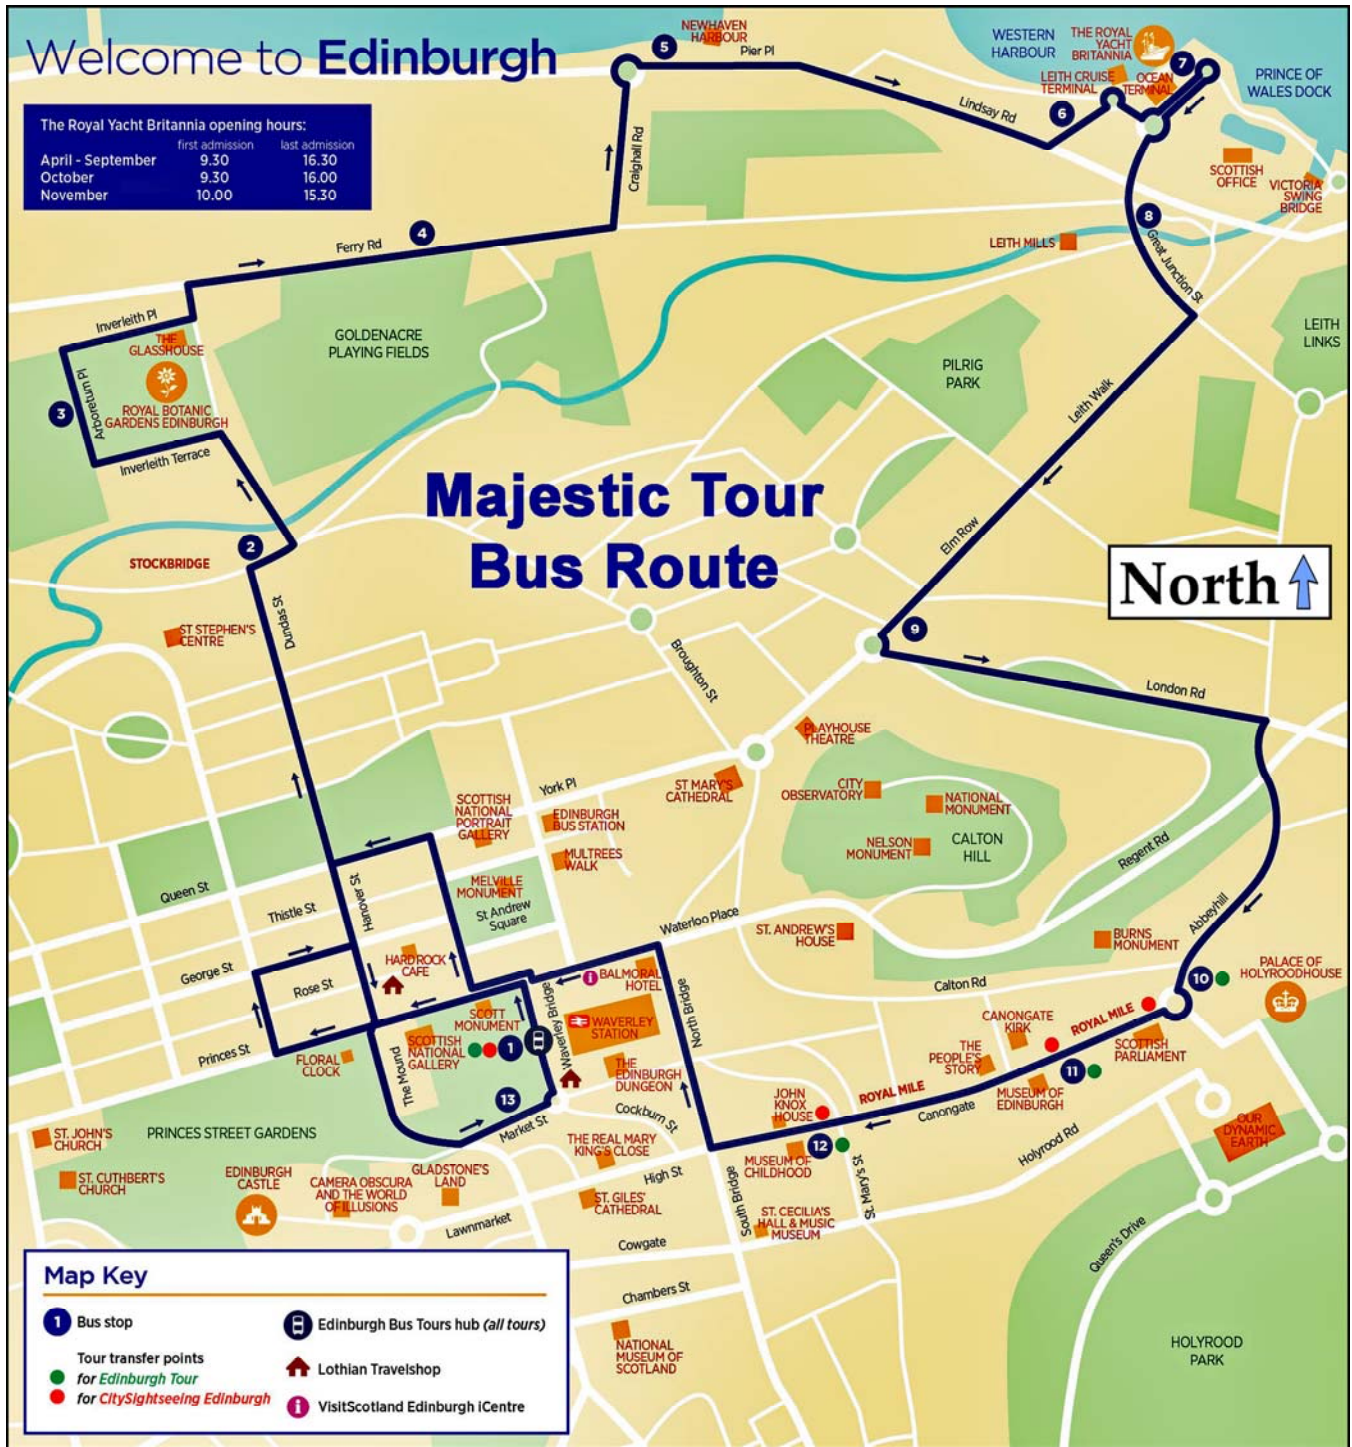 Welcome to Edinburgh
The Royal Yacht Britannia opening hours:
first admission last admission
April - September 9.30 16.30
October 9.30 16.00
November 10.00 15.30
NEWHAVEN
HARBOUR
5
Pier Pl
WESTERN
HARBOUR
THE ROYAL
YACHT
BRITANNIA
7
LEITH CRUISE
TERMINAL
OCEAN
TERMINAL
PRINCE OF
WALES DOCK
6
Lindsay Rd
Craighall Rd
SCOTTISH
OFFICE
VICTORIA
SWING
BRIDGE
4
Ferry Rd
8
Great Junction St
LEITH MILLS
Inverleith Pl
THE
GLASSHOUSE
GOLDENACRE
PLAYING FIELDS
LEITH
LINKS
PILRIG
PARK
3
Arboretum Pl
ROYAL BOTANIC
GARDENS EDINBURGH
Inverleith Terrace
Leith Walk
Majestic Tour
Bus Route
Elm Row
2
STOCKBRIDGE
North
Dundas St
ST STEPHEN'S
CENTRE
9
Broughton St
London Rd
PLAYHOUSE
THEATRE
York Pl
ST MARY'S
CATHEDRAL
CITY
OBSERVATORY
NATIONAL
MONUMENT
NELSON
MONUMENT
CALTON
HILL
Regent Rd
SCOTTISH
NATIONAL
PORTRAIT
GALLERY
EDINBURGH
BUS STATION
MULTREES
WALK
Queen St
Hanover St
MELVILLE
MONUMENT
St Andrew
Square
Thistle St
Waterloo Place
ST. ANDREW'S
HOUSE
Abbeyhill
BURNS
MONUMENT
George St
Rose St
HARD ROCK
CAFE
BALMORAL
HOTEL
Calton Rd
10
PALACE OF
HOLYROODHOUSE
SCOTT
MONUMENT
Waverley Bridge
WAVERLEY
STATION
North Bridge
CANONGATE
KIRK
ROYAL MILE
SCOTTISH
PARLIAMENT
Princes St
FLORAL
CLOCK
The Mound
SCOTTISH
NATIONAL
GALLERY
1
THE
EDINBURGH
DUNGEON
THE
PEOPLE'S
STORY
11
MUSEUM OF
EDINBURGH
ROYAL MILE
JOHN
KNOX
HOUSE
Canongate
13
Market St
Cockburn St
OUR
DYNAMIC
EARTH
ST. JOHN'S
CHURCH
PRINCES STREET GARDENS
THE REAL MARY
KING'S CLOSE
High St
12
MUSEUM OF
CHILDHOOD
St. Mary's St
Holyrood Rd
ST. CUTHBERT'S
CHURCH
EDINBURGH
CASTLE
CAMERA OBSCURA
AND THE WORLD
OF ILLUSIONS
GLADSTONE'S
LAND
ST. GILES'
CATHEDRAL
South Bridge
ST. CECILIA'S
HALL & MUSIC
MUSEUM
Lawnmarket
Cowgate
Queen's Drive
Chambers St
NATIONAL
MUSEUM OF
SCOTLAND
HOLYROOD
PARK
Map Key
1 Bus stop
Tour transfer points
for Edinburgh Tour
for CitySightseeing Edinburgh
Edinburgh Bus Tours hub (all tours)
Lothian Travelshop
i VisitScotland Edinburgh iCentre